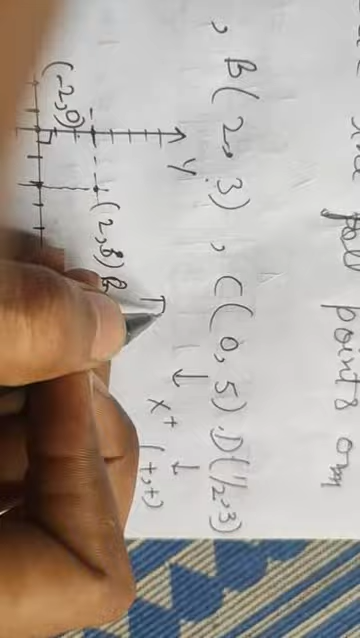 points on
, B(2, 3), C(0, 5) D(1/2, 3)
↓ ↓
x+ (+,+)
Y
(2,3) B
(-2,0)